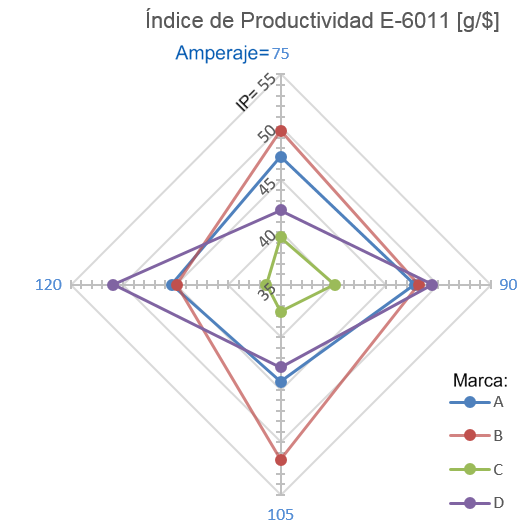 Índice de Productividad E-6011 [g/$]
Amperaje= 75
IP= 55
50
45
40
35
120
90
105
Marca:
A
B
C
D